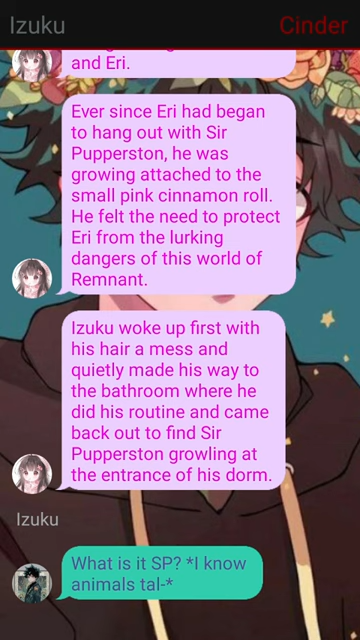 Izuku Cinder
and Eri.
Ever since Eri had began
to hang out with Sir
Pupperston, he was
growing attached to the
small pink cinnamon roll.
He felt the need to protect
Eri from the lurking
dangers of this world of
Remnant.
Izuku woke up first with
his hair a mess and
quietly made his way to
the bathroom where he
did his routine and came
back out to find Sir
Pupperston growling at
the entrance of his dorm.
Izuku
What is it SP? *I know
animals tal-*